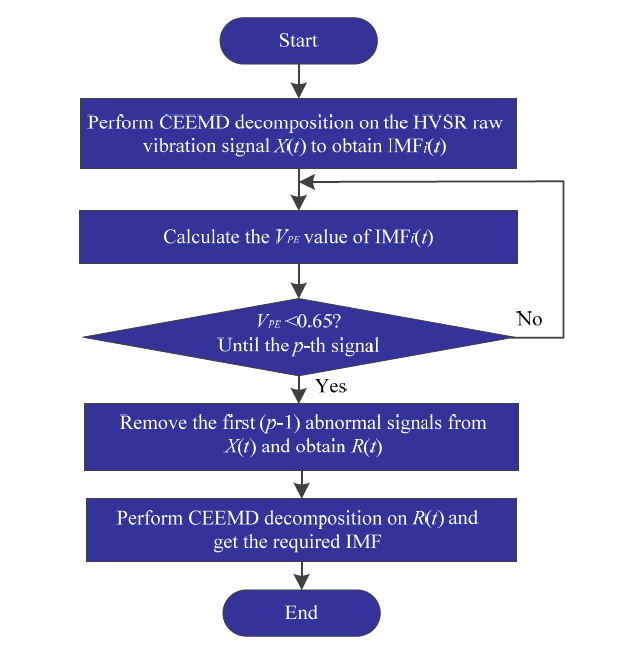 Start
Perform CEEMD decomposition on the HVSR raw
vibration signal X(t) to obtain IMFi(t)
Calculate the VPE value of IMFi(t)
VPE<0.65?
Until the p-th signal
No
Yes
Remove the first (p-1) abnormal signals from
X(t) and obtain R(t)
Perform CEEMD decomposition on R(t) and
get the required IMF
End